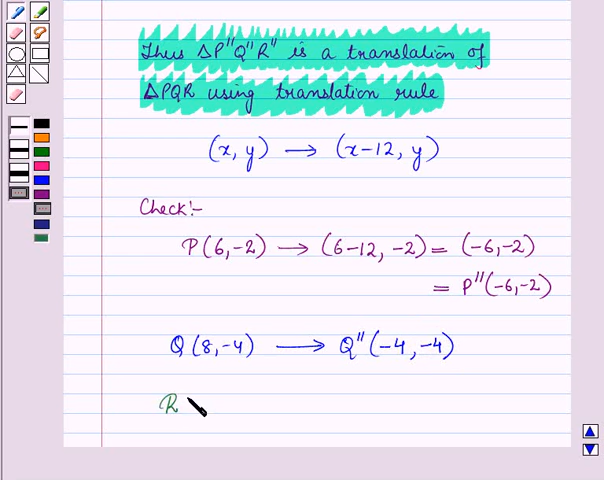 Thus ΔP"Q"R" is a translation of
ΔPQR using translation rule
(x, y) → (x-12, y)
Check:-
P(6,-2) → (6-12, -2) = (-6,-2)
= P"(-6,-2)
Q(8,-4) → Q"(-4,-4)
R